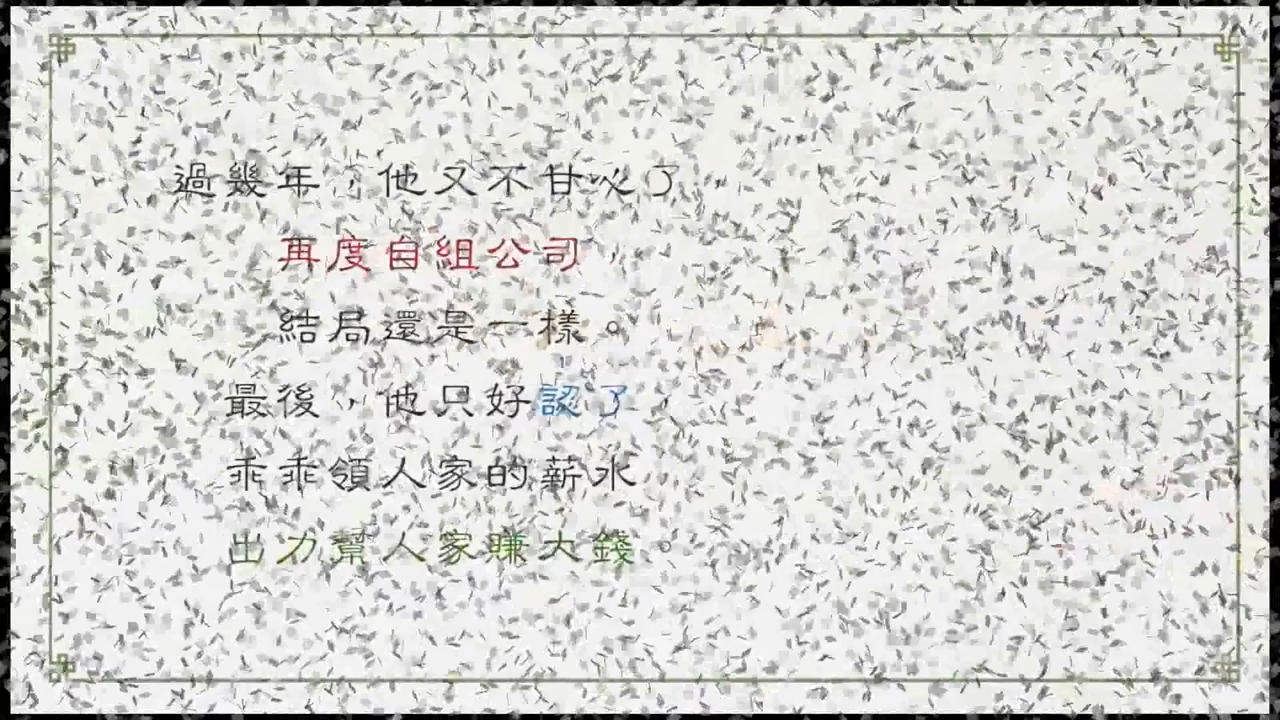 過幾年，他又不甘心了，
再度自組公司，
結局還是一樣。
最後，他只好認了，
乖乖領人家的薪水，
出力幫人家賺大錢。